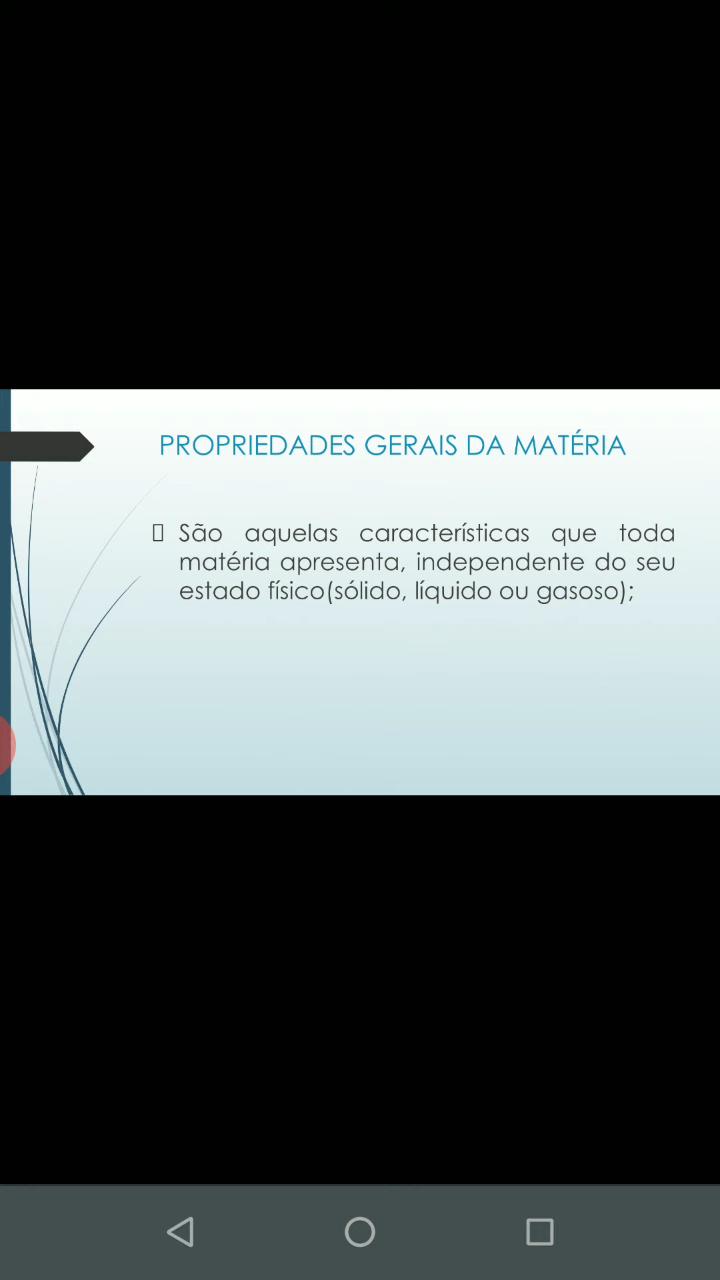 PROPRIEDADES GERAIS DA MATÉRIA
São aquelas características que toda
matéria apresenta, independente do seu
estado físico(sólido, líquido ou gasoso);